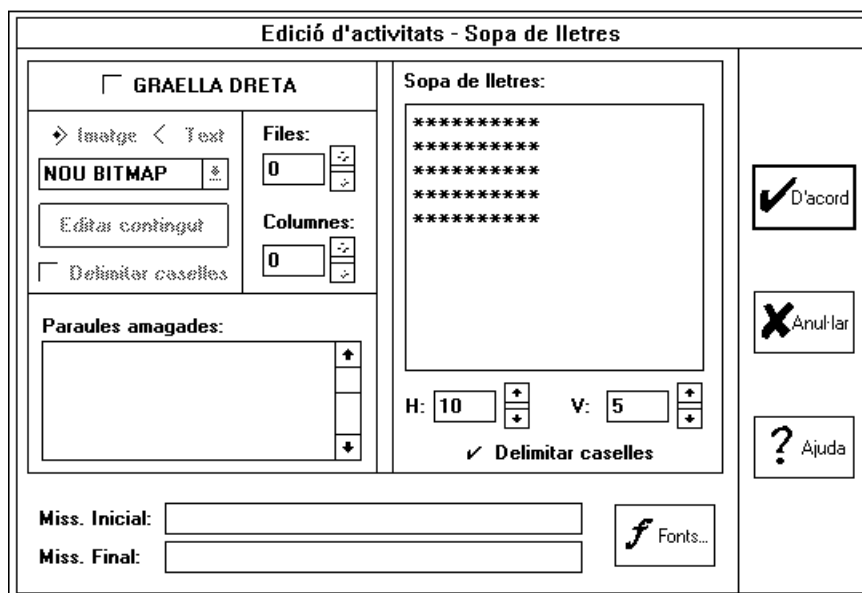 Edició d'activitats - Sopa de lletres
GRAELLA DRETA
Imatge Text
NOU BITMAP
Editar contingut
Delimitar caselles
Files:
0
Columnes:
0
Paraules amagades:
Sopa de lletres:
**********
**********
**********
**********
**********
H: 10 V: 5
✓ Delimitar caselles
Miss. Inicial:
Miss. Final:
Fonts...
D'acord
Anul·lar
? Ajuda